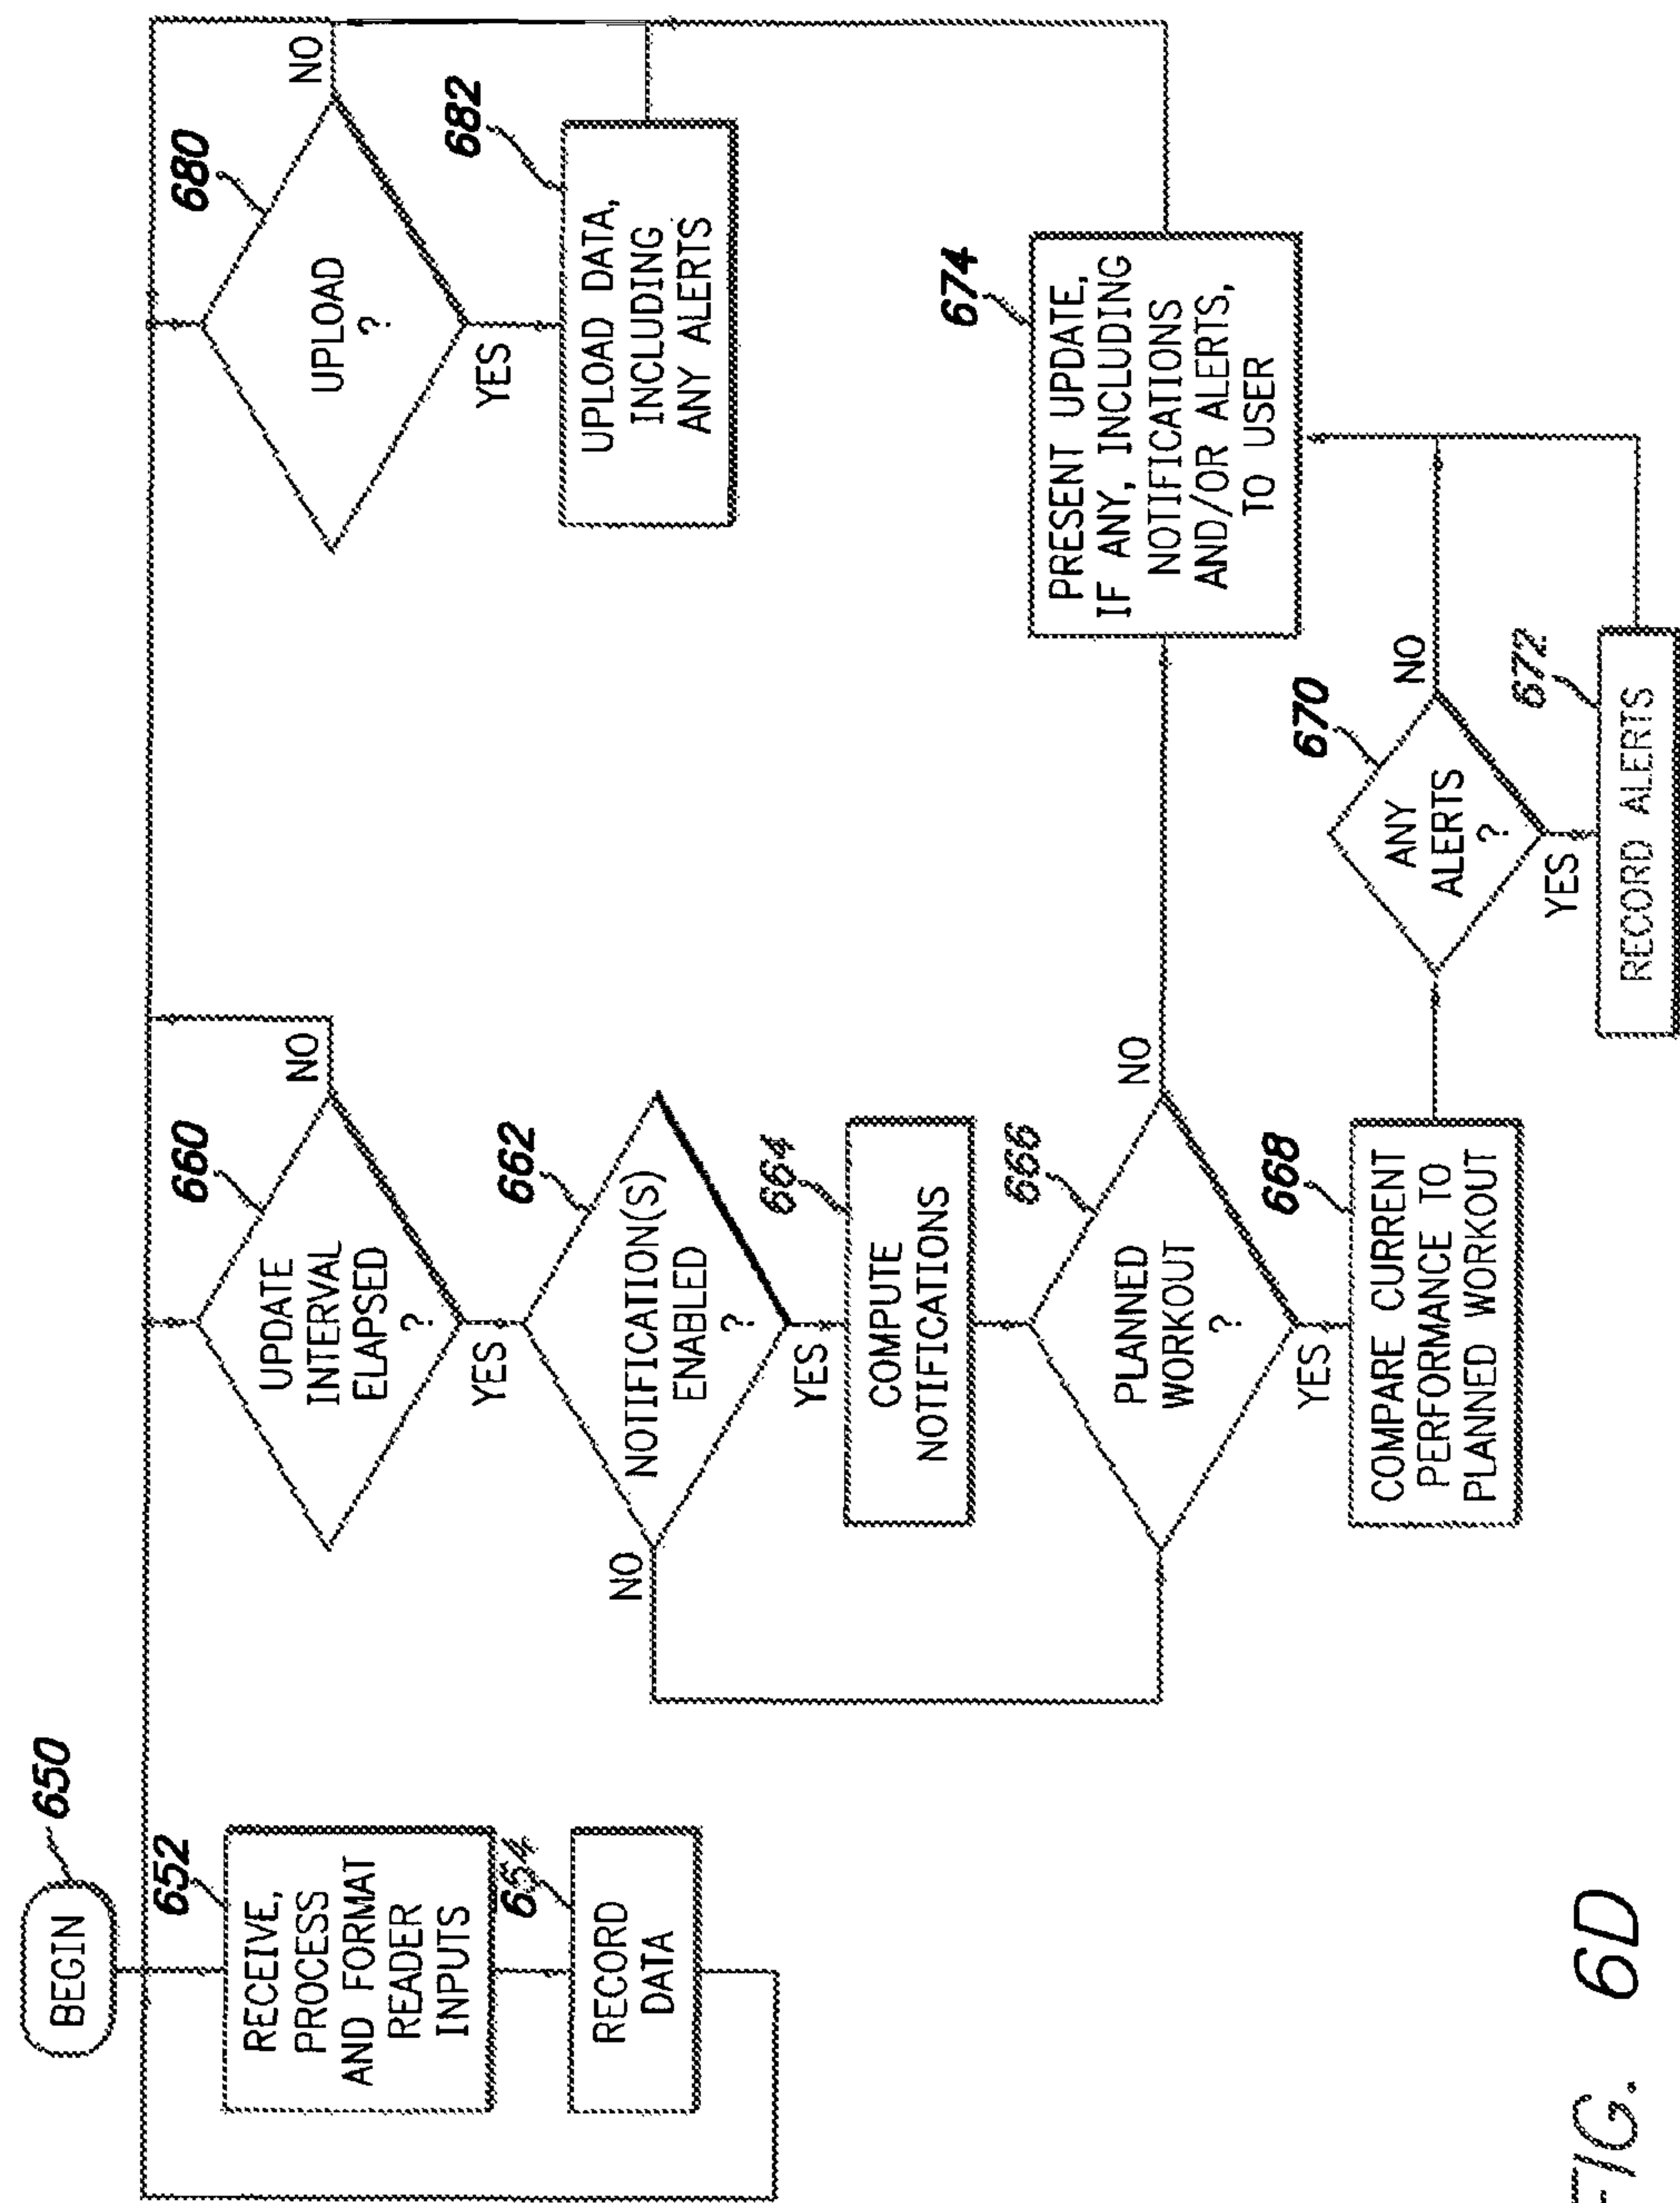 650
BEGIN
652
RECEIVE,
PROCESS
AND FORMAT
READER
INPUTS
654
RECORD
DATA
660
UPDATE
INTERVAL
ELAPSED
?
NO
YES
662
NOTIFICATION(S)
ENABLED
?
NO
YES
664
COMPUTE
NOTIFICATIONS
666
PLANNED
WORKOUT
?
NO
YES
668
COMPARE CURRENT
PERFORMANCE TO
PLANNED WORKOUT
670
ANY
ALERTS
?
NO
YES
672
RECORD ALERTS
674
PRESENT UPDATE,
IF ANY, INCLUDING
NOTIFICATIONS
AND/OR ALERTS,
TO USER
680
UPLOAD
?
NO
YES
682
UPLOAD DATA,
INCLUDING
ANY ALERTS
FIG. 6D